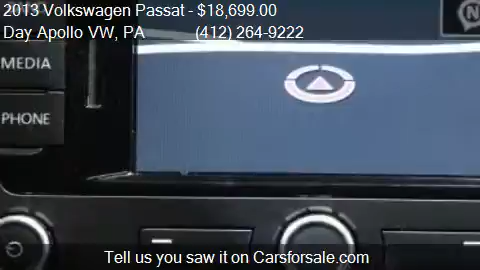 2013 Volkswagen Passat - $18,699.00
Day Apollo VW, PA (412) 264-9222
N
MEDIA
PHONE
Tell us you saw it on Carsforsale.com